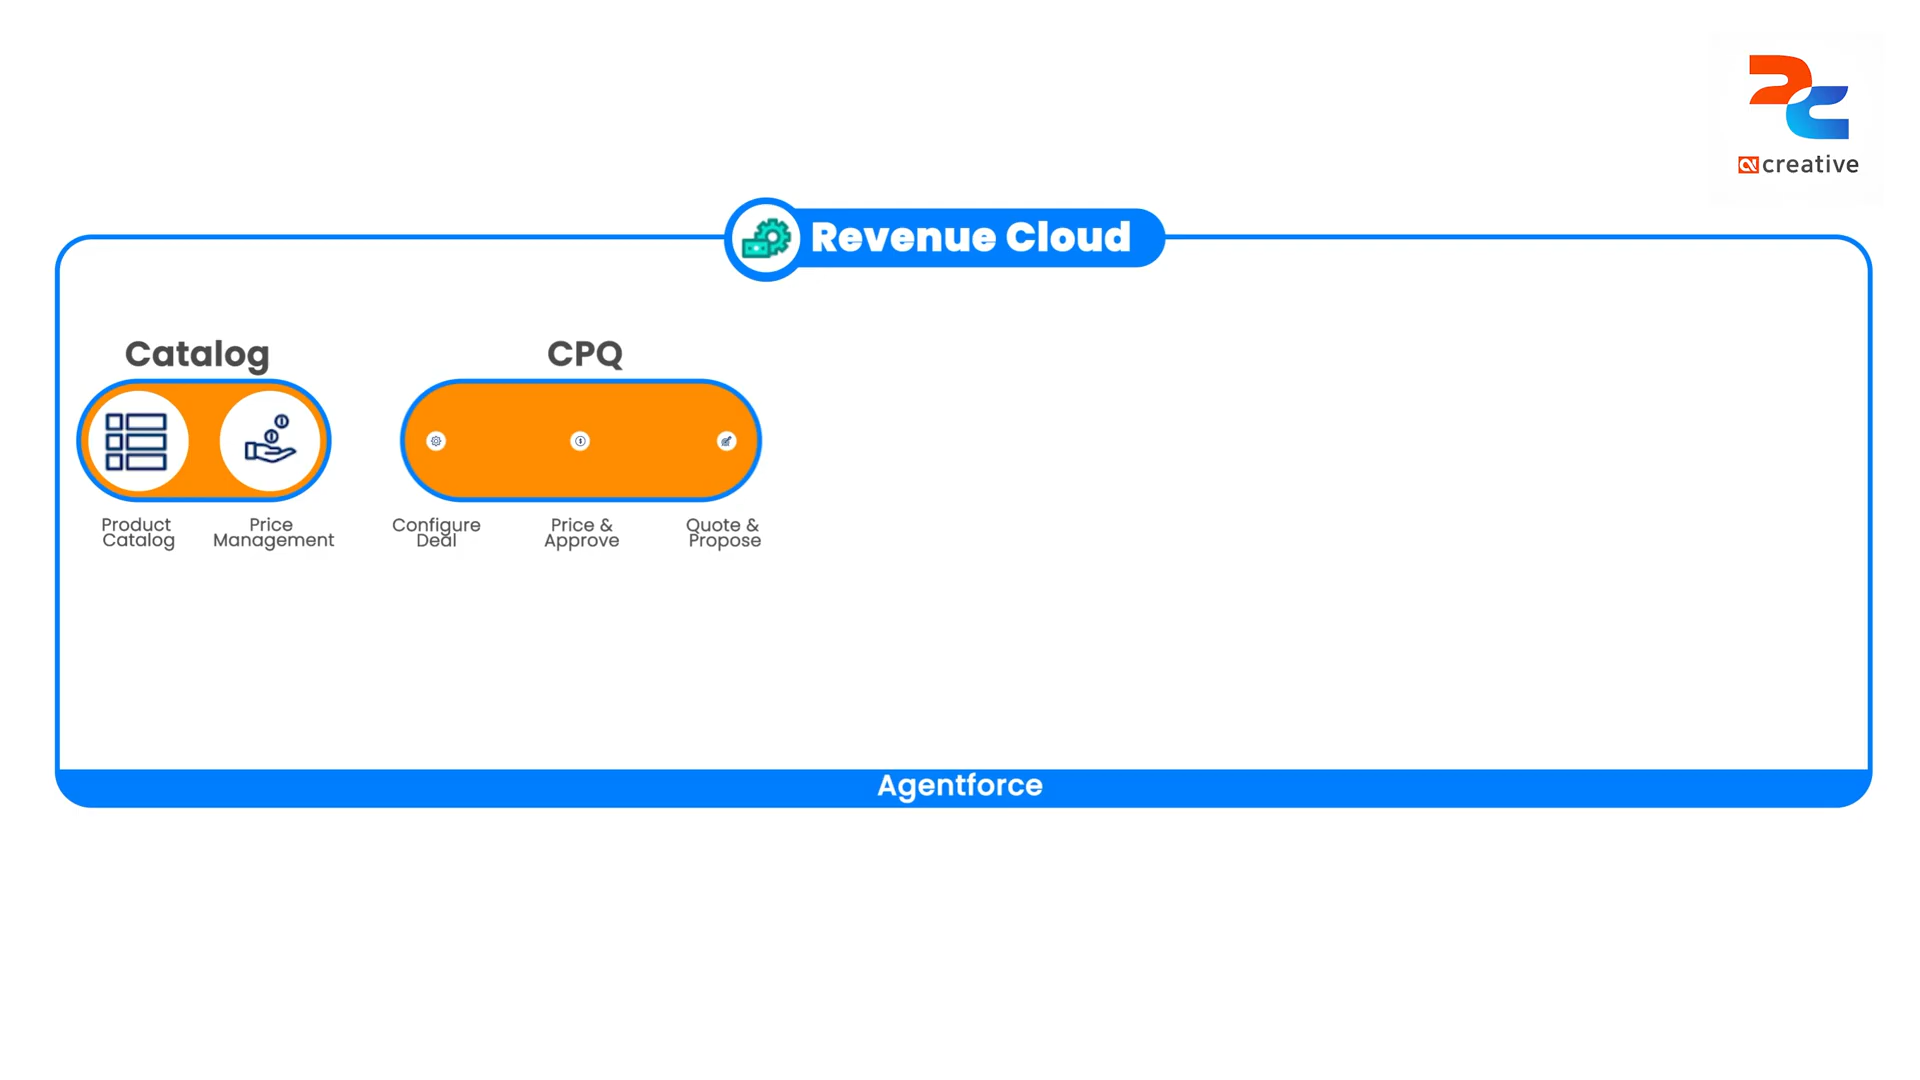 creative
Revenue Cloud
Catalog
CPQ
Product
Catalog
Price
Management
Configure
Deal
Price &
Approve
Quote &
Propose
Agentforce